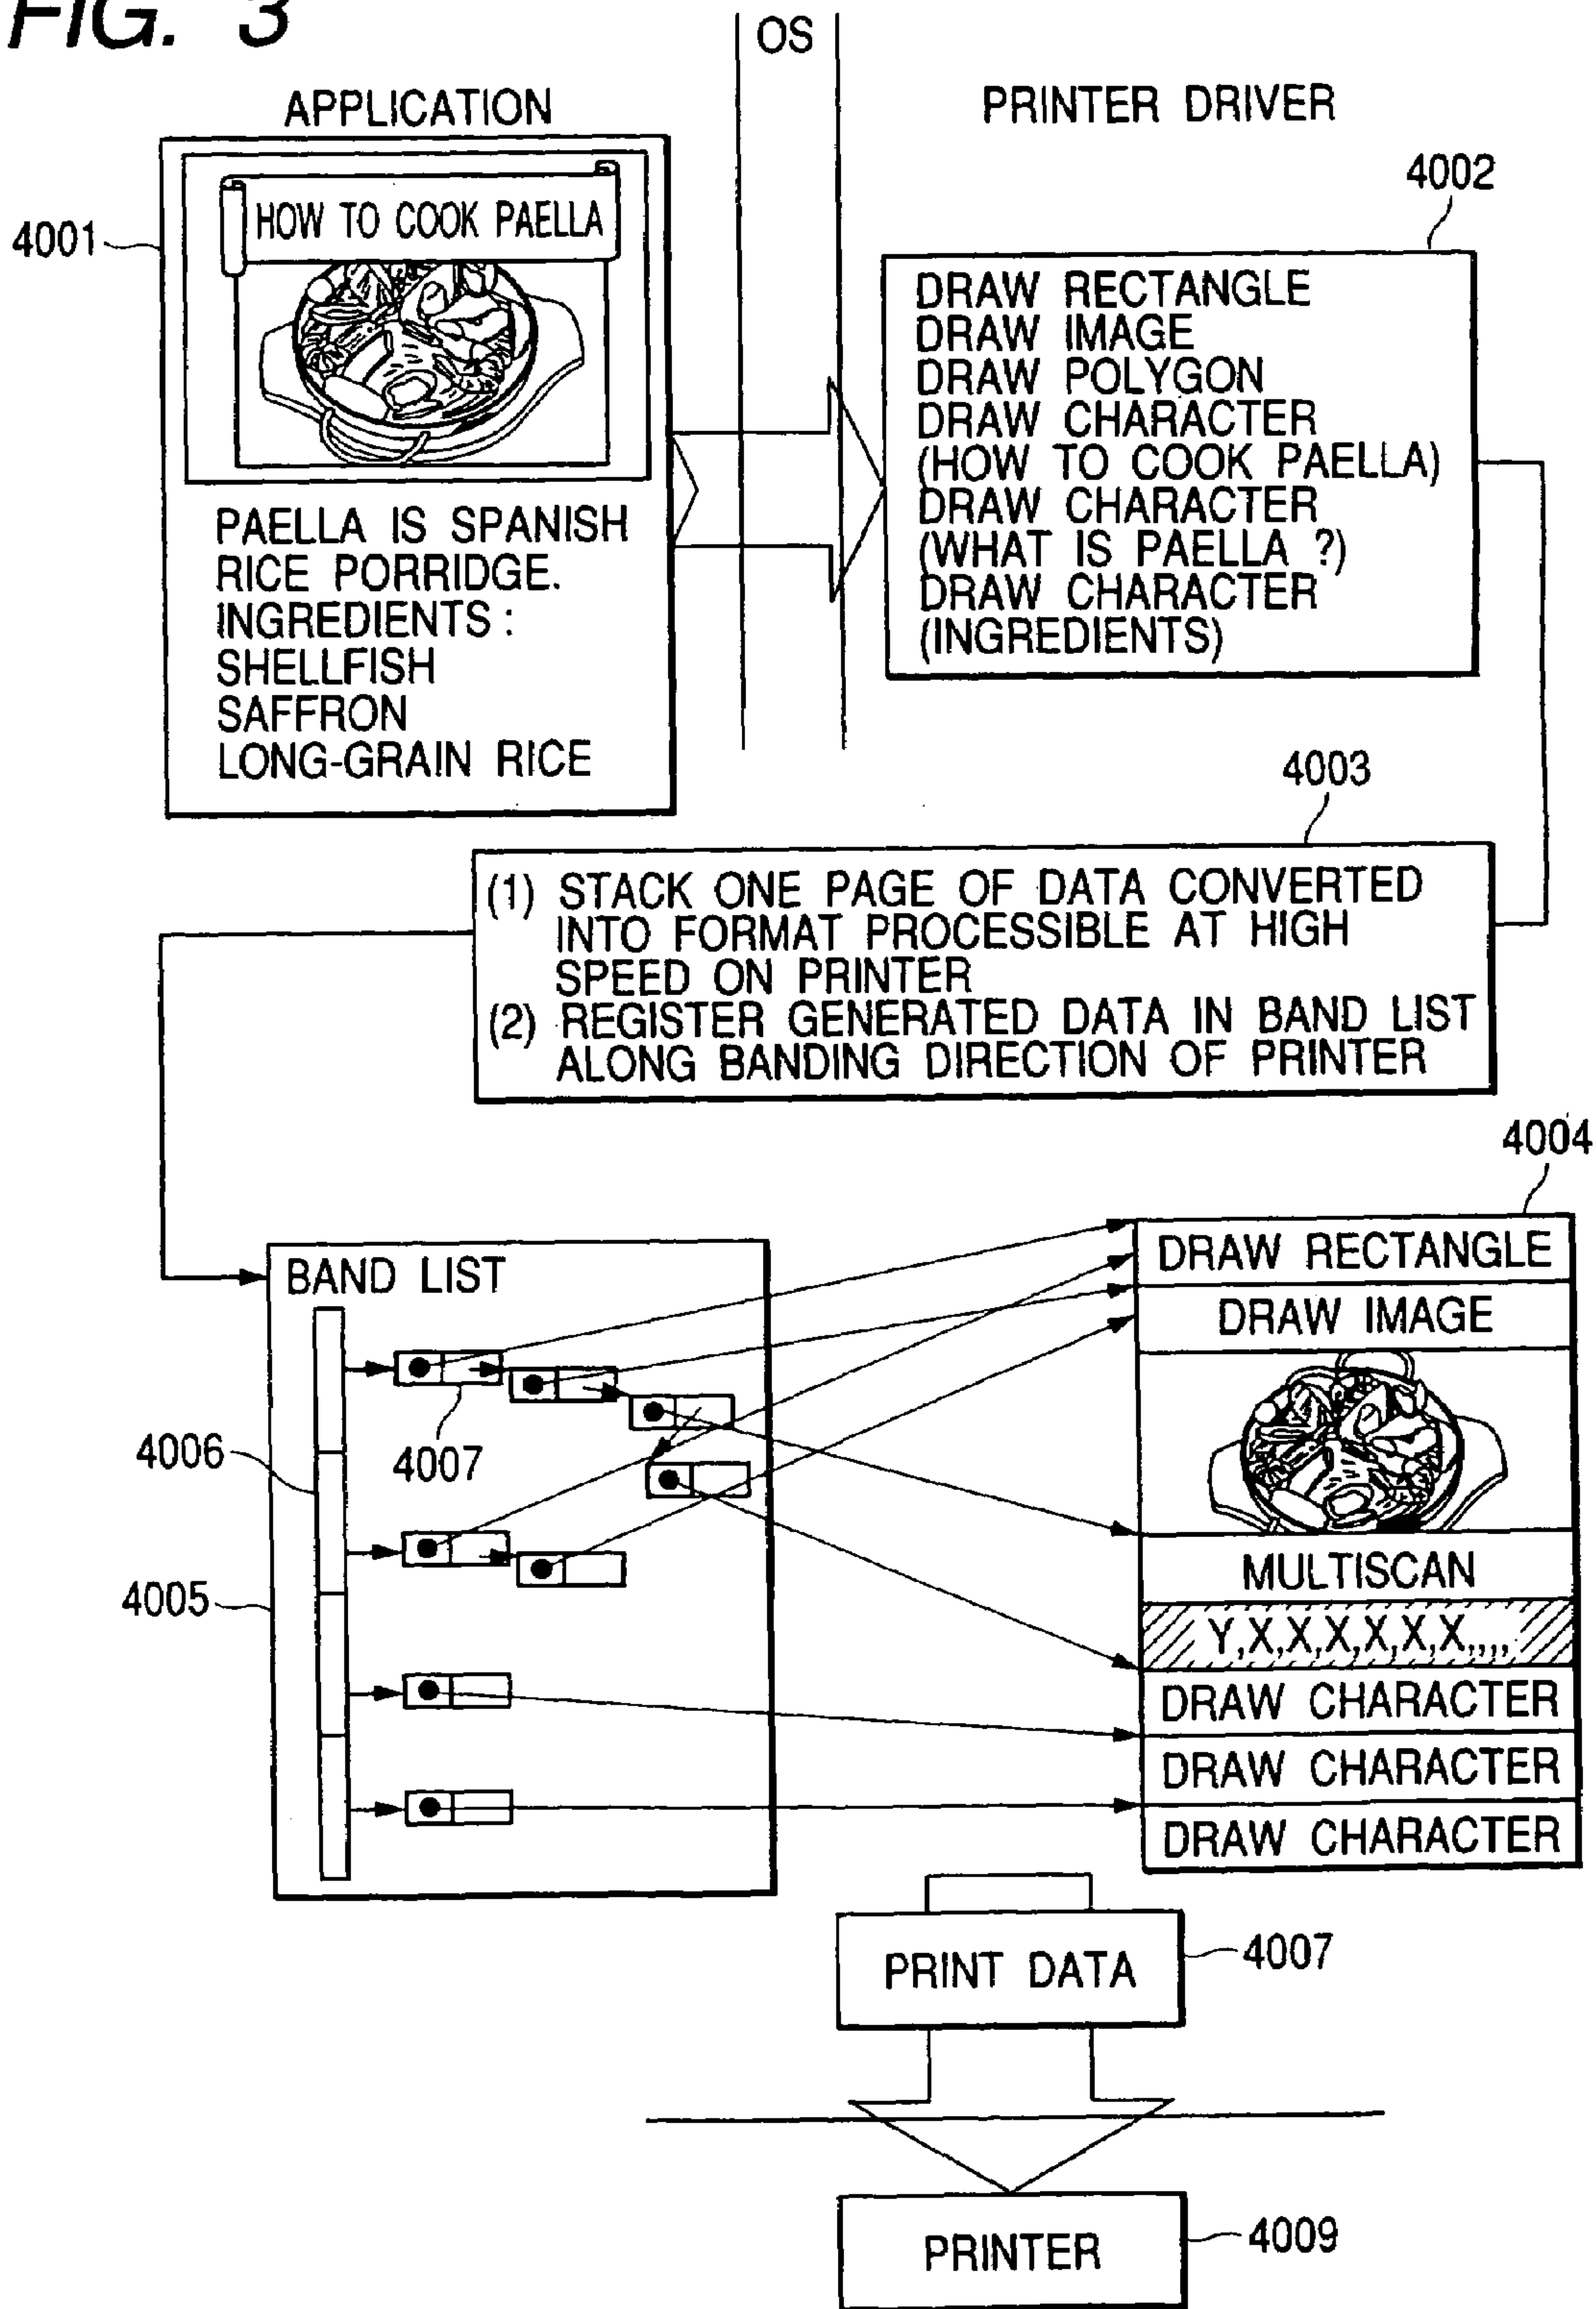 FIG. 3
OS
APPLICATION
PRINTER DRIVER
4001
HOW TO COOK PAELLA
PAELLA IS SPANISH
RICE PORRIDGE.
INGREDIENTS :
SHELLFISH
SAFFRON
LONG-GRAIN RICE
4002
DRAW RECTANGLE
DRAW IMAGE
DRAW POLYGON
DRAW CHARACTER
(HOW TO COOK PAELLA)
DRAW CHARACTER
(WHAT IS PAELLA ?)
DRAW CHARACTER
(INGREDIENTS)
4003
(1) STACK ONE PAGE OF DATA CONVERTED
INTO FORMAT PROCESSIBLE AT HIGH
SPEED ON PRINTER
(2) REGISTER GENERATED DATA IN BAND LIST
ALONG BANDING DIRECTION OF PRINTER
BAND LIST
4006
4007
4005
4004
DRAW RECTANGLE
DRAW IMAGE
MULTISCAN
Y,X,X,X,X,X,X,,,,
DRAW CHARACTER
DRAW CHARACTER
DRAW CHARACTER
PRINT DATA
4007
PRINTER
4009